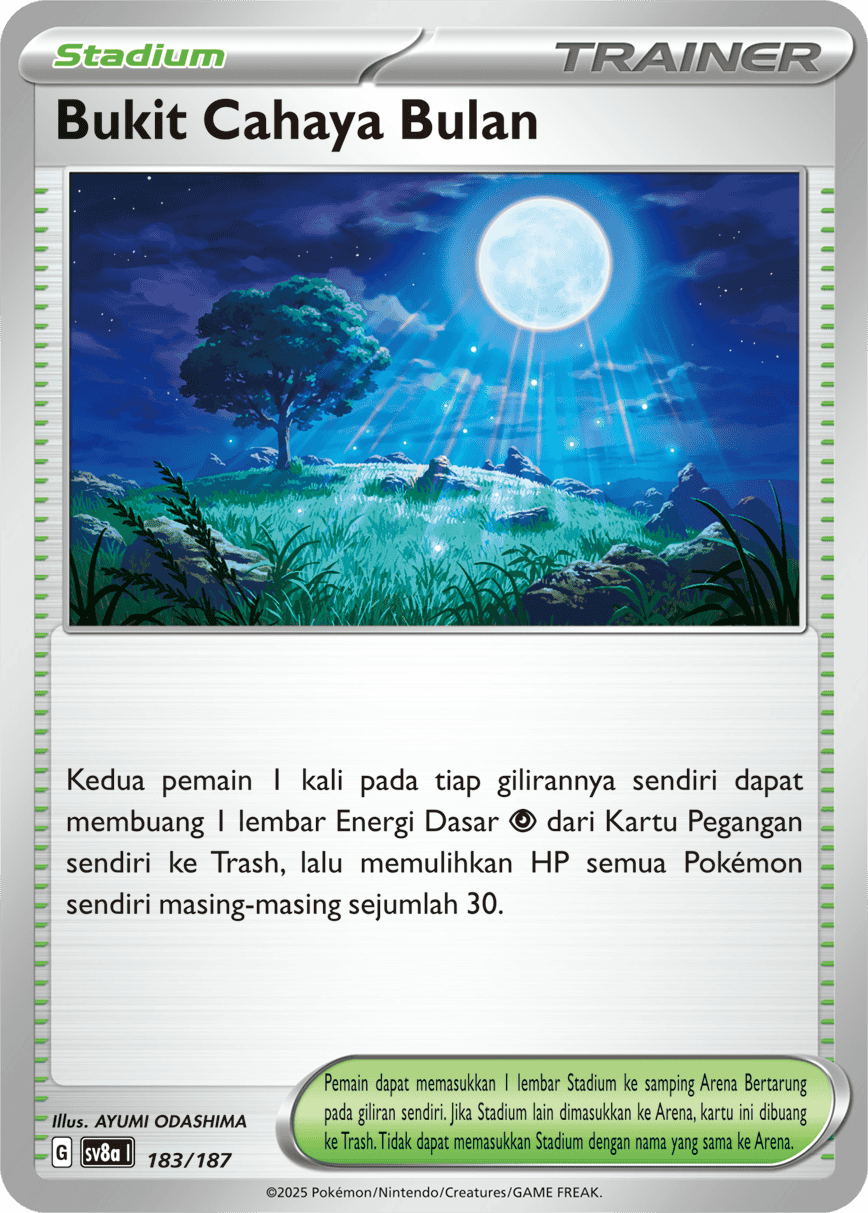 Stadium
TRAINER
Bukit Cahaya Bulan
Kedua pemain 1 kali pada tiap gilirannya sendiri dapat
membuang 1 lembar Energi Dasar dari Kartu Pegangan
sendiri ke Trash, lalu memulihkan HP semua Pokémon
sendiri masing-masing sejumlah 30.
Pemain dapat memasukkan 1 lembar Stadium ke samping Arena Bertarung
pada giliran sendiri. Jika Stadium lain dimasukkan ke Arena, kartu ini dibuang
ke Trash. Tidak dapat memasukkan Stadium dengan nama yang sama ke Arena.
Illus. AYUMI ODASHIMA
G sv8a I 183/187
©2025 Pokémon/Nintendo/Creatures/GAME FREAK.